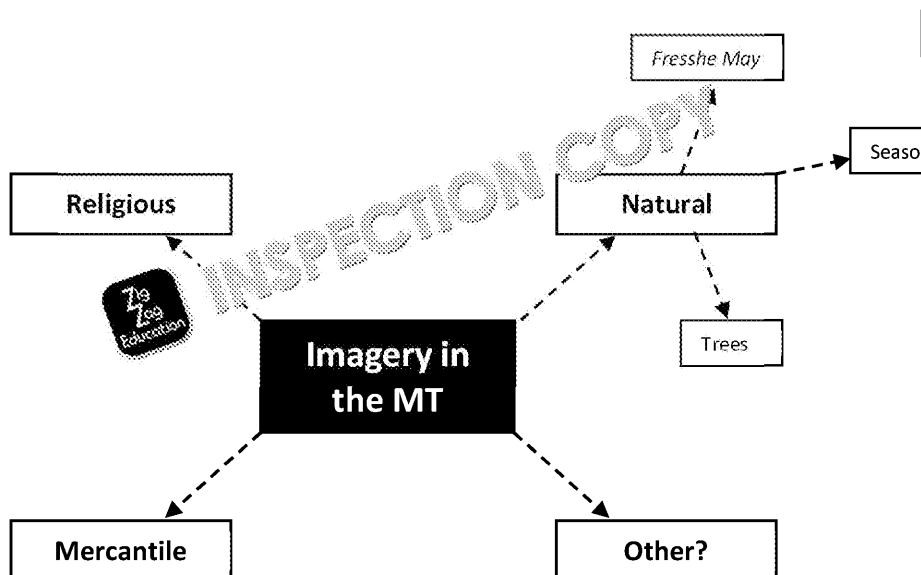 Fresshe May
Seaso
Religious
Natural
INSPECTION COPY
Zig
Zag
Education
Trees
Imagery in
the MT
Mercantile
Other?